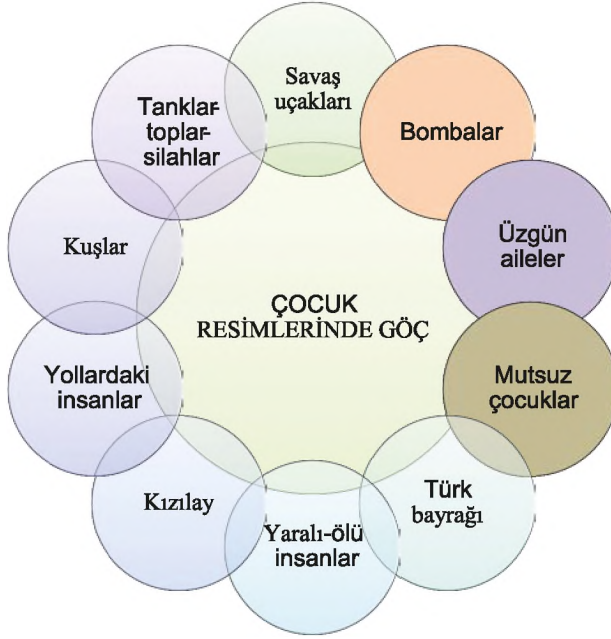 Savaş
uçakları
Bombalar
Üzgün
aileler
Mutsuz
çocuklar
Türk
bayrağı
Yaralı-ölü
insanlar
Kızılay
Yollardaki
insanlar
Kuşlar
Tanklar-
toplar-
silahlar
ÇOCUK
RESİMLERİNDE GÖÇ